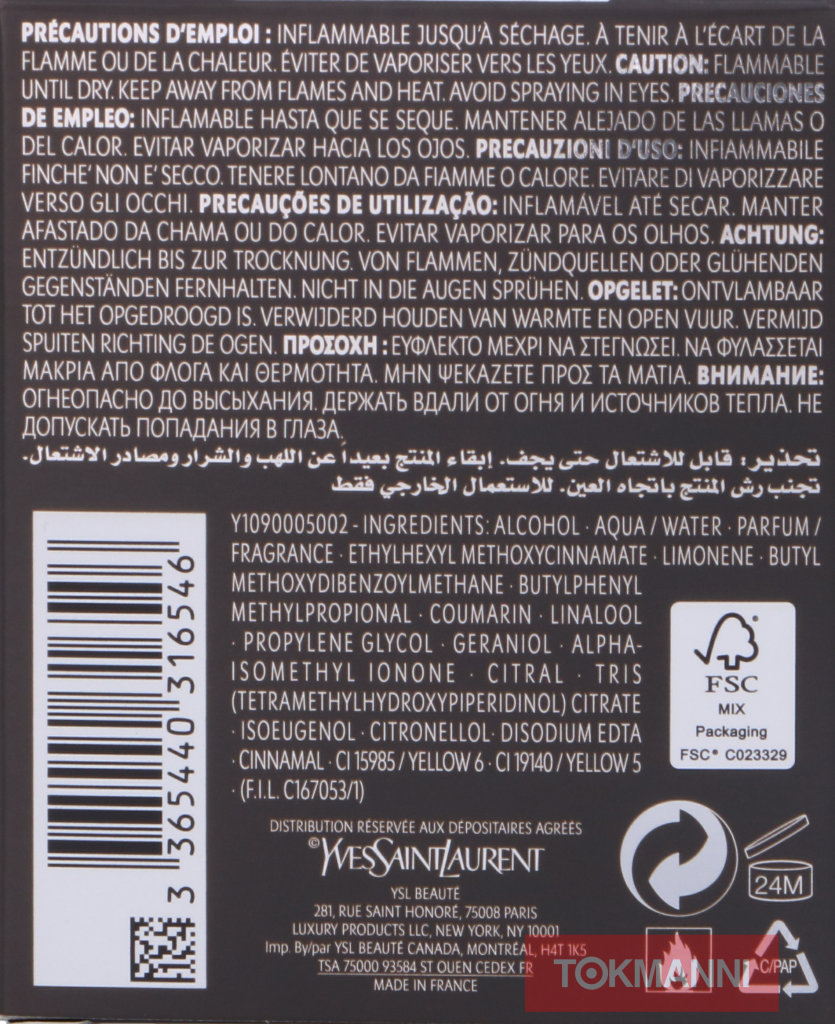 PRÉCAUTIONS D'EMPLOI : INFLAMMABLE JUSQU'À SÉCHAGE. À TENIR À L'ÉCART DE LA
FLAMME OU DE LA CHALEUR. ÉVITER DE VAPORISER VERS LES YEUX. CAUTION: FLAMMABLE
UNTIL DRY. KEEP AWAY FROM FLAMES AND HEAT. AVOID SPRAYING IN EYES. PRECAUCIONES
DE EMPLEO: INFLAMABLE HASTA QUE SE SEQUE. MANTENER ALEJADO DE LAS LLAMAS O
DEL CALOR. EVITAR VAPORIZAR HACIA LOS OJOS. PRECAUZIONI D'USO: INFIAMMABILE
FINCHE' NON E' SECCO. TENERE LONTANO DA FIAMME O CALORE. EVITARE DI VAPORIZZARE
VERSO GLI OCCHI. PRECAUÇÕES DE UTILIZAÇÃO: INFLAMÁVEL ATÉ SECAR. MANTER
AFASTADO DA CHAMA OU DO CALOR. EVITAR VAPORIZAR PARA OS OLHOS. ACHTUNG:
ENTZÜNDLICH BIS ZUR TROCKNUNG. VON FLAMMEN, ZÜNDQUELLEN ODER GLÜHENDEN
GEGENSTÄNDEN FERNHALTEN. NICHT IN DIE AUGEN SPRÜHEN. OPGELET: ONTVLAMBAAR
TOT HET OPGEDROOGD IS. VERWIJDERD HOUDEN VAN WARMTE EN OPEN VUUR. VERMIJD
SPUITEN RICHTING DE OGEN. ΠΡΟΣΟΧΗ : ΕΥΦΛΕΚΤΟ ΜΕΧΡΙ ΝΑ ΣΤΕΓΝΩΣΕΙ. ΝΑ ΦΥΛΑΣΣΕΤΑΙ
ΜΑΚΡΙΑ ΑΠΟ ΦΛΟΓΑ ΚΑΙ ΘΕΡΜΟΤΗΤΑ. ΜΗΝ ΨΕΚΑΖΕΤΕ ΠΡΟΣ ΤΑ ΜΑΤΙΑ. ВНИМАНИЕ:
ОГНЕОПАСНО ДО ВЫСЫХАНИЯ. ДЕРЖАТЬ ВДАЛИ ОТ ОГНЯ И ИСТОЧНИКОВ ТЕПЛА. НЕ
ДОПУСКАТЬ ПОПАДАНИЯ В ГЛАЗА.
تحذير: قابل للاشتعال حتى يجف. إبقاء المنتج بعيداً عن اللهب والشرار ومصادر الاشتعال.
تجنب رش المنتج باتجاه العين. للاستعمال الخارجي فقط
Y1090005002 - INGREDIENTS: ALCOHOL · AQUA / WATER · PARFUM /
FRAGRANCE · ETHYLHEXYL METHOXYCINNAMATE · LIMONENE · BUTYL
METHOXYDIBENZOYLMETHANE · BUTYLPHENYL
METHYLPROPIONAL · COUMARIN · LINALOOL
· PROPYLENE GLYCOL · GERANIOL · ALPHA-
ISOMETHYL IONONE · CITRAL · TRIS
(TETRAMETHYLHYDROXYPIPERIDINOL) CITRATE
· ISOEUGENOL · CITRONELLOL · DISODIUM EDTA
· CINNAMAL · CI 15985 / YELLOW 6 · CI 19140 / YELLOW 5
· (F.I.L. C167053/1)
3 365440 316546
FSC
MIX
Packaging
FSC® C023329
DISTRIBUTION RÉSERVÉE AUX DÉPOSITAIRES AGRÉÉS
©YVESSAINTLAURENT
YSL BEAUTÉ
281, RUE SAINT HONORÉ, 75008 PARIS
LUXURY PRODUCTS LLC, NEW YORK, NY 10001
Imp. By/par YSL BEAUTÉ CANADA, MONTRÉAL, H4T 1K5
TSA 75000 93584 ST OUEN CEDEX FR
MADE IN FRANCE
24M
C/PAP
TOKMANNI